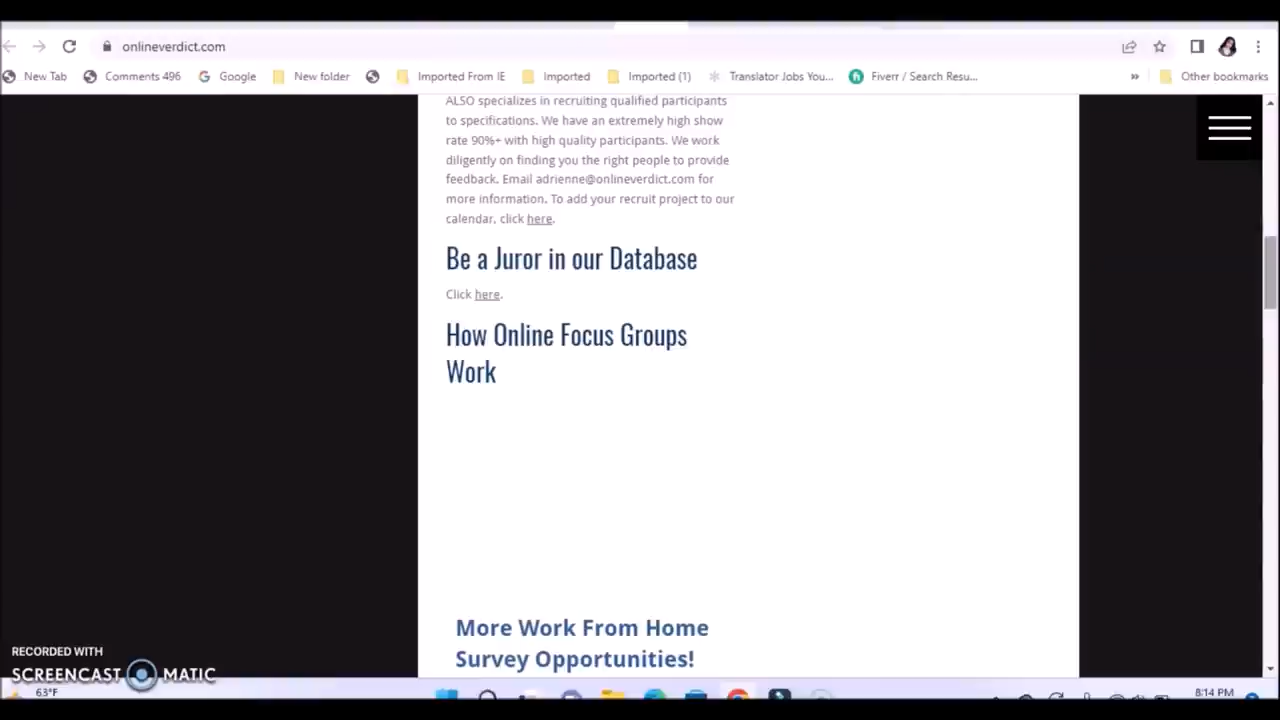 onlineverdict.com
New Tab
Comments 496
Google
New folder
Imported From IE
Imported
Imported (1)
Translator Jobs You...
Fiverr / Search Resu...
»
Other bookmarks
ALSO specializes in recruiting qualified participants
to specifications. We have an extremely high show
rate 90%+ with high quality participants. We work
diligently on finding you the right people to provide
feedback. Email adrienne@onlineverdict.com for
more information. To add your recruit project to our
calendar, click here.
Be a Juror in our Database
Click here.
How Online Focus Groups
Work
More Work From Home
Survey Opportunities!
RECORDED WITH
SCREENCAST MATIC
63°F
8:14 PM